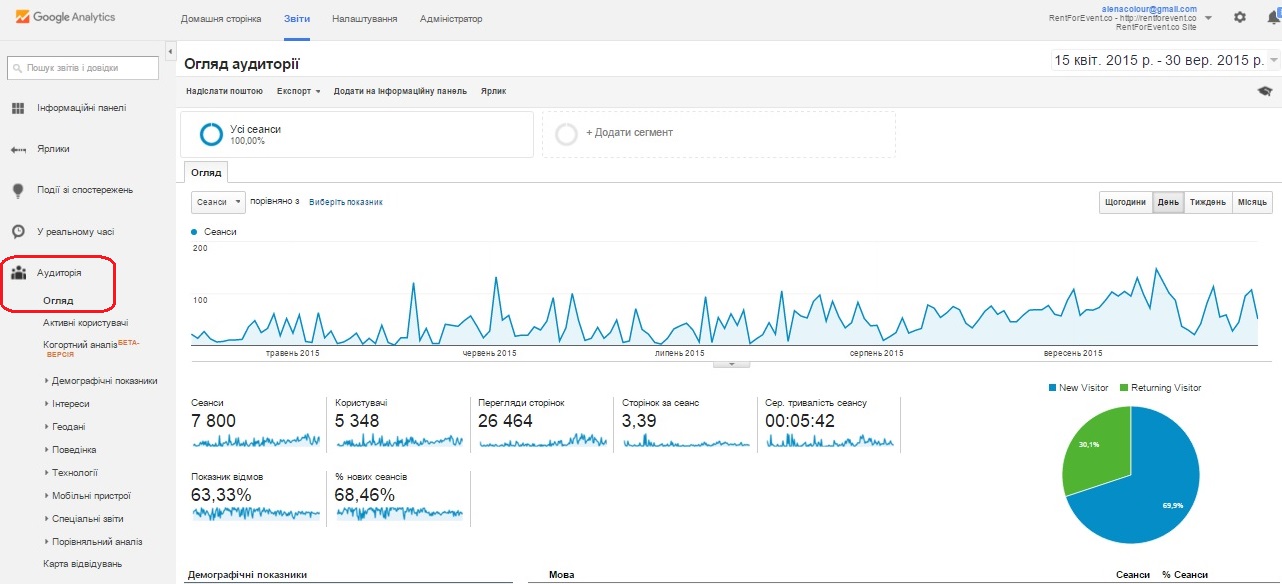 Google Analytics
Домашня сторінка Звіти Налаштування Адміністратор
alenacolour@gmail.com
RentForEvent.co - http://rentforevent.co
RentForEvent.co Site
Пошук звітів і довідки
Інформаційні панелі
Ярлики
Події зі спостережень
У реальному часі
Аудиторія
Огляд
Активні користувачі
Когортний аналіз БЕТА-
ВЕРСІЯ
Демографічні показники
Інтереси
Геодані
Поведінка
Технології
Мобільні пристрої
Спеціальні звіти
Порівняльний аналіз
Карта відвідувань
Огляд аудиторії
15 квіт. 2015 р. - 30 вер. 2015 р.
Надіслати поштою Експорт Додати на інформаційну панель Ярлик
Усі сеанси
100,00%
+ Додати сегмент
Огляд
Сеанси порівняно з Виберіть показник
Щогодини День Тиждень Місяць
Сеанси
200
100
травень 2015 червень 2015 липень 2015 серпень 2015 вересень 2015
Сеанси
7 800
Користувачі
5 348
Перегляди сторінок
26 464
Сторінок за сеанс
3,39
Сер. тривалість сеансу
00:05:42
Показник відмов
63,33%
% нових сеансів
68,46%
New Visitor Returning Visitor
30,1%
69,9%
Демографічні показники Мова Сеанси % Сеанси